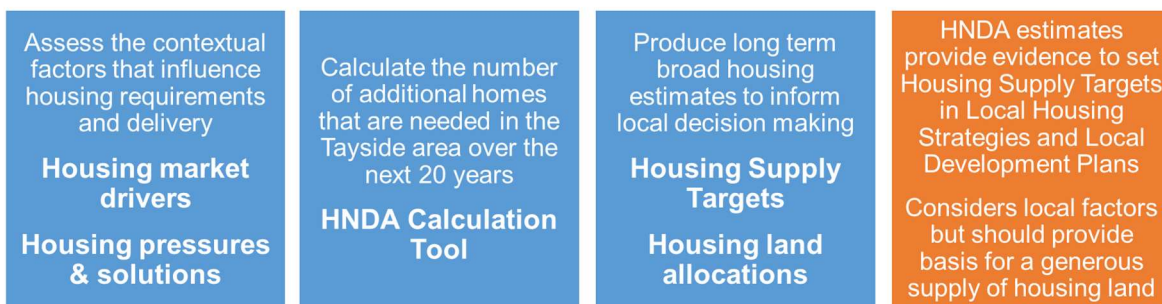 Assess the contextual
factors that influence
housing requirements
and delivery
Housing market
drivers
Housing pressures
& solutions
Calculate the number
of additional homes
that are needed in the
Tayside area over the
next 20 years
HNDA Calculation
Tool
Produce long term
broad housing
estimates to inform
local decision making
Housing Supply
Targets
Housing land
allocations
HNDA estimates
provide evidence to set
Housing Supply Targets
in Local Housing
Strategies and Local
Development Plans
Considers local factors
but should provide
basis for a generous
supply of housing land